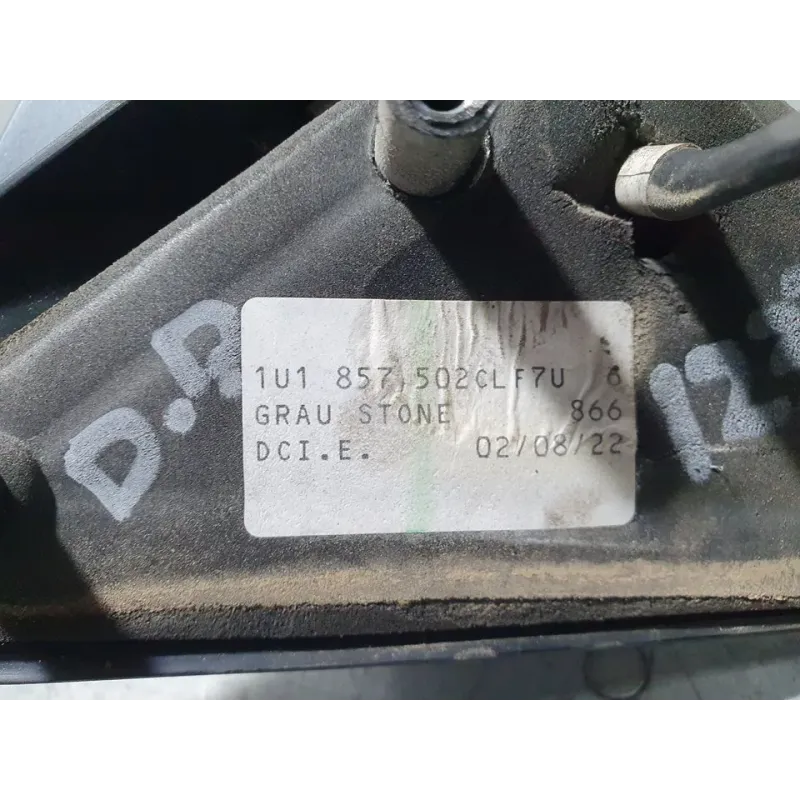 1U1 857 502CLF7U 6
GRAU STONE 866
DCI.E. 02/08/22
D.D